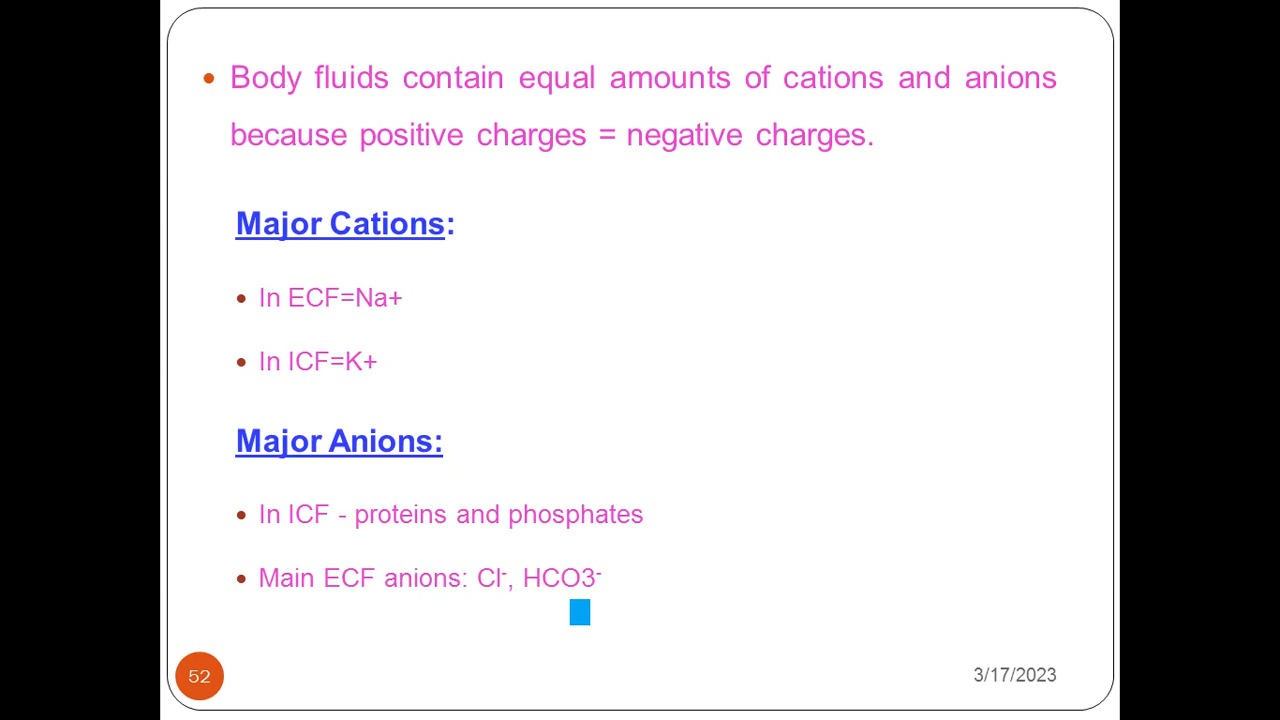 • Body fluids contain equal amounts of cations and anions
because positive charges = negative charges.
Major Cations:
• In ECF=Na+
• In ICF=K+
Major Anions:
• In ICF - proteins and phosphates
• Main ECF anions: Cl⁻, HCO3⁻
52
3/17/2023